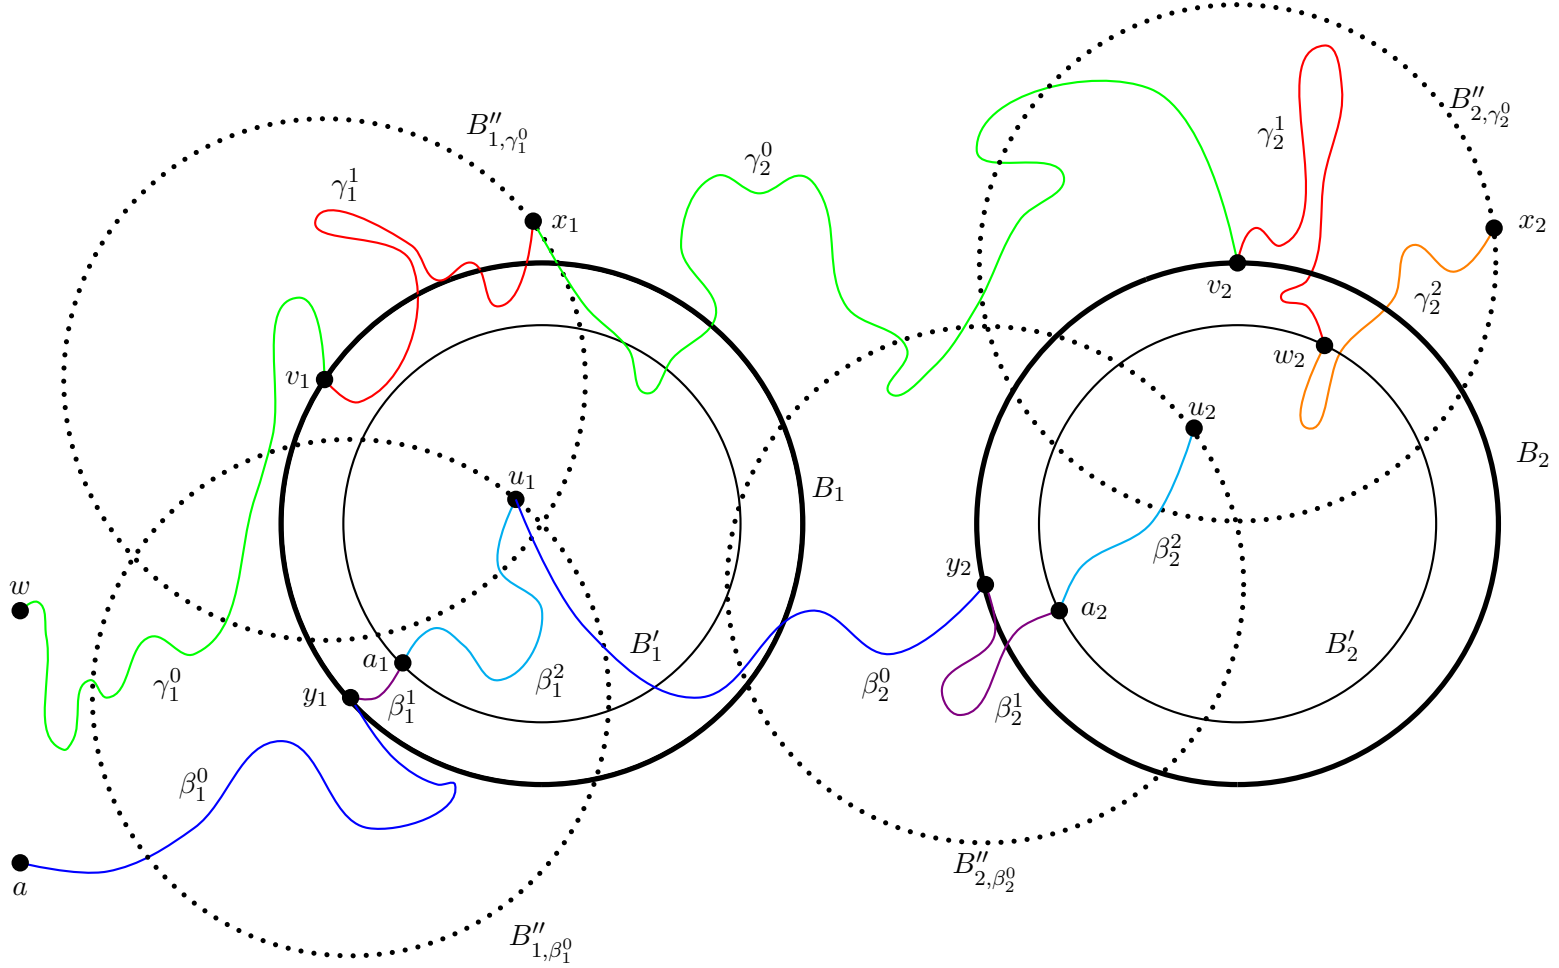 B″_{1,γ_1^0}
B″_{2,γ_2^0}
γ_1^1
γ_2^0
γ_2^1
x_1
x_2
v_2
γ_2^2
v_1
w_2
u_2
B_2
u_1
B_1
w
y_2
β_2^2
a_2
a_1
B′_1
B′_2
γ_1^0
y_1
β_1^1
β_1^2
β_2^0
β_2^1
β_1^0
a
B″_{2,β_2^0}
B″_{1,β_1^0}